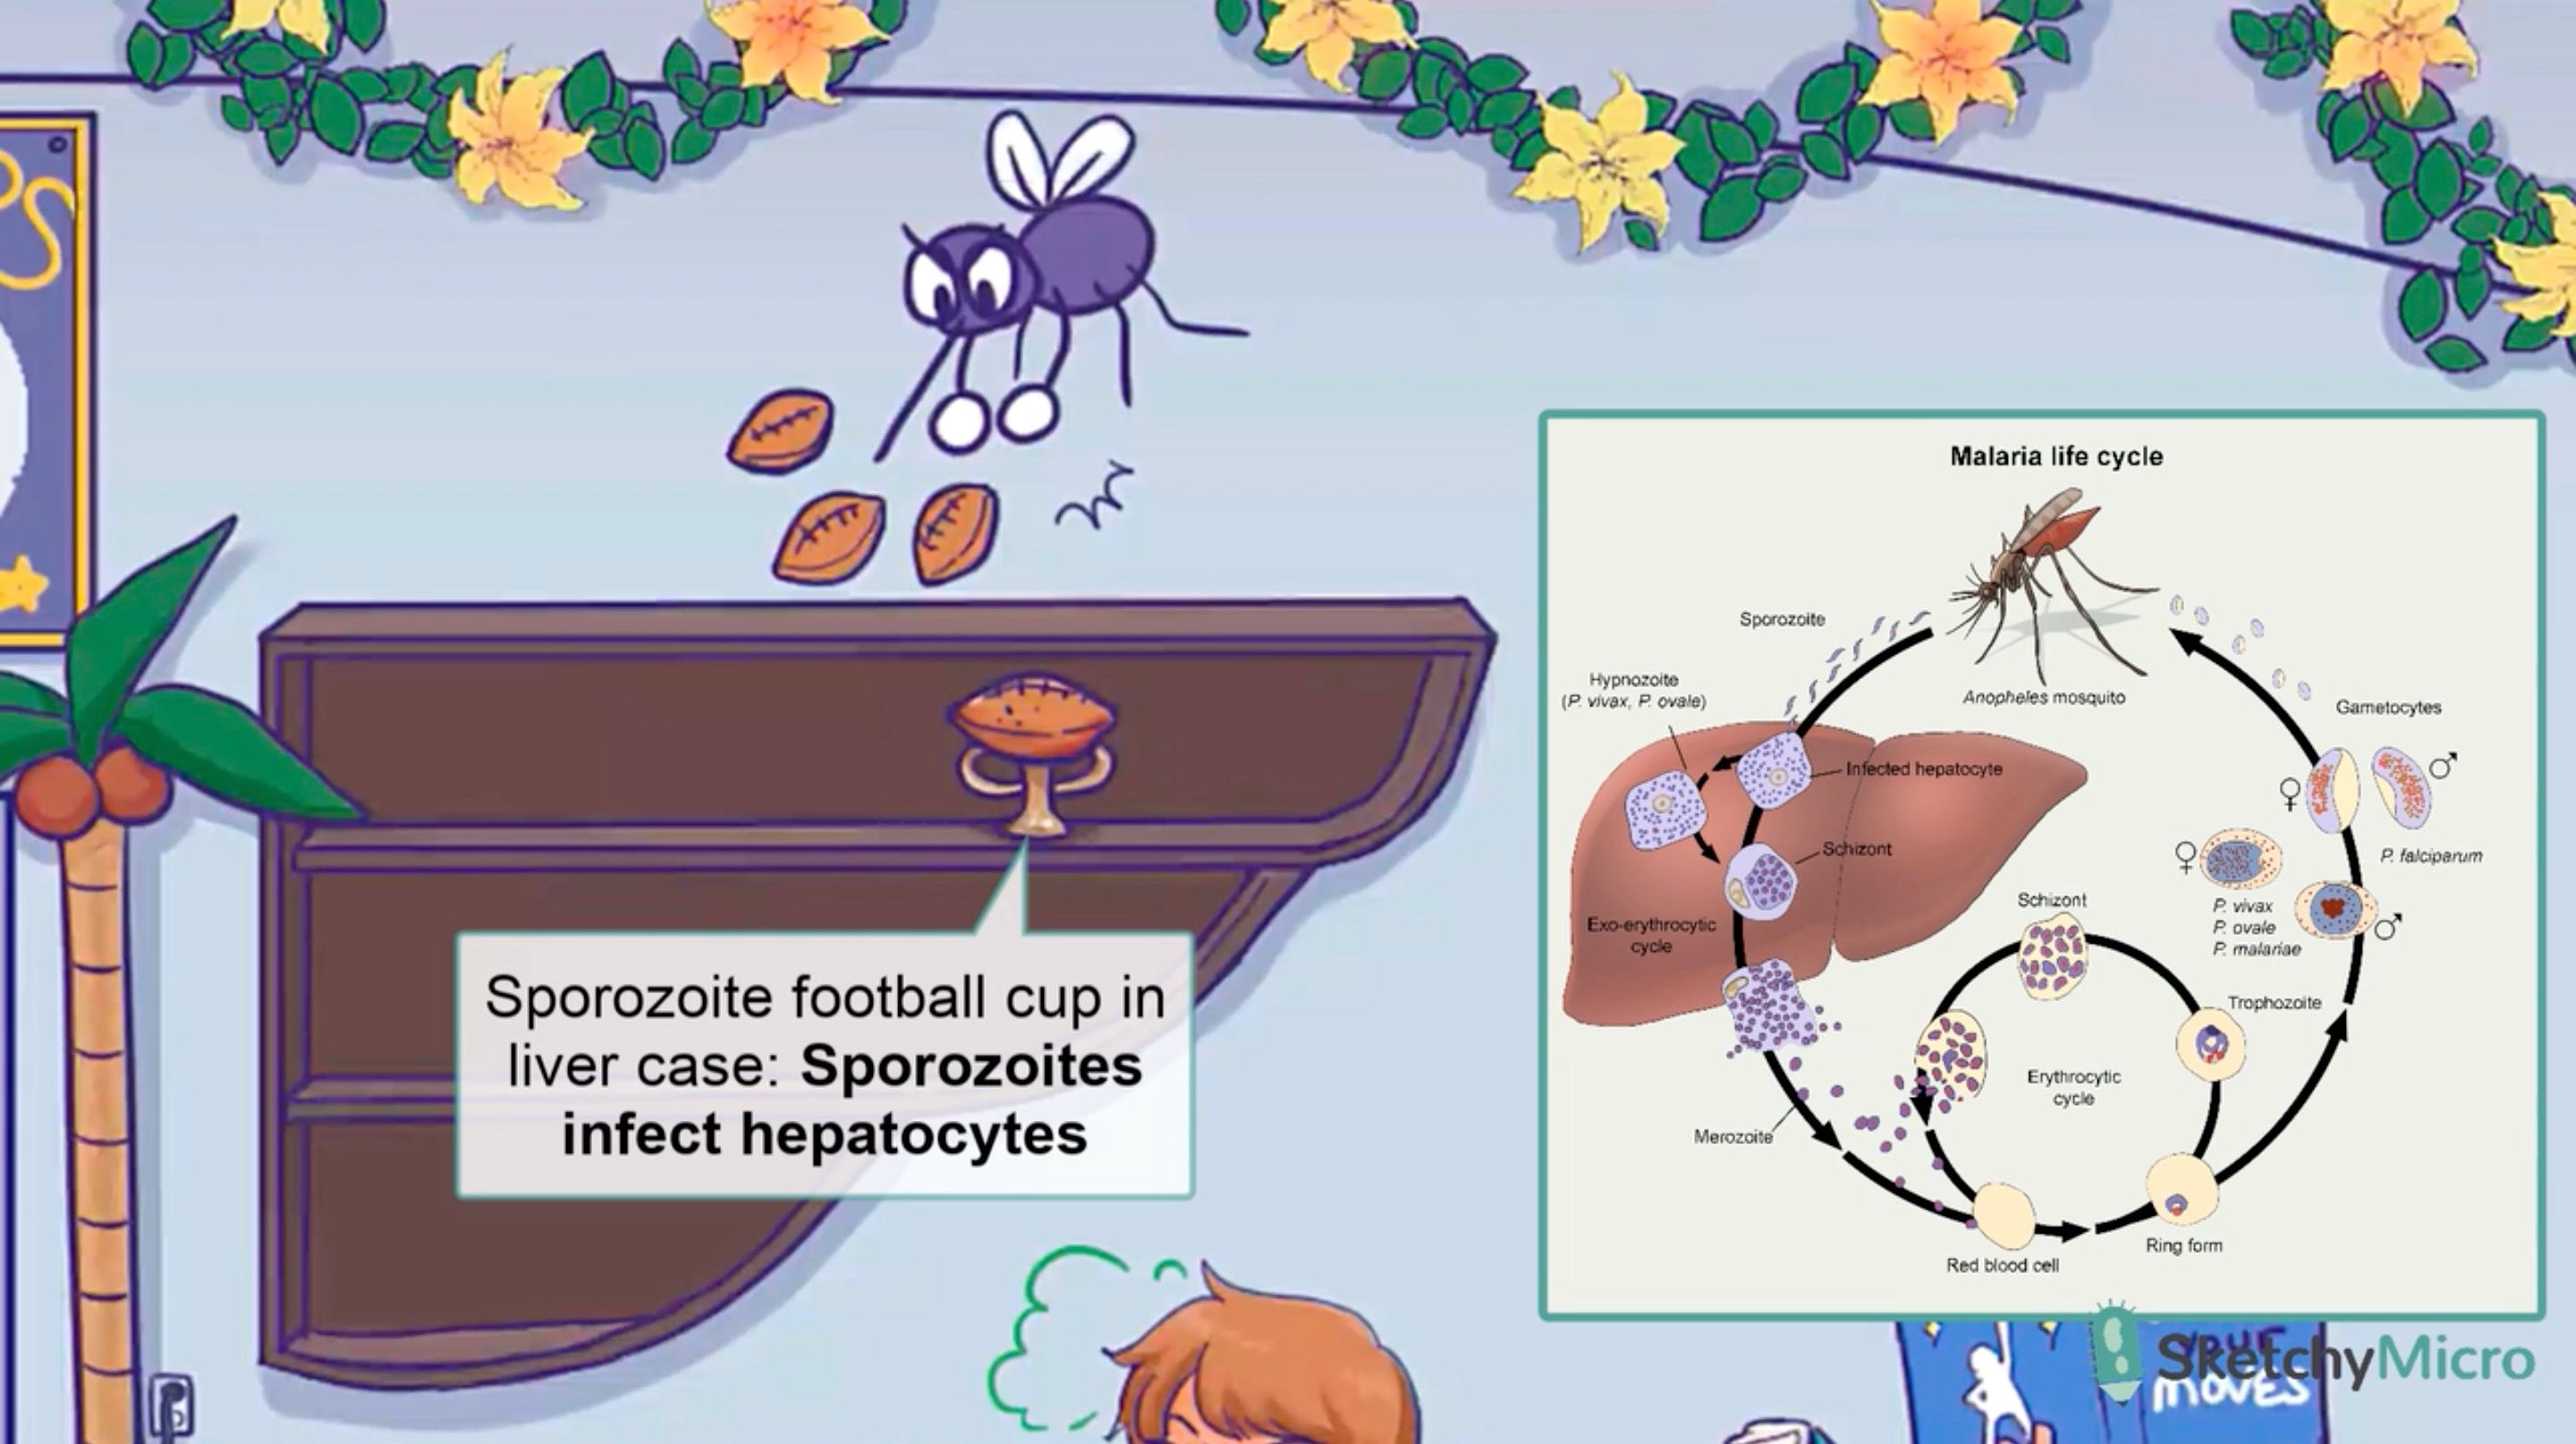 Sporozoite football cup in
liver case: Sporozoites
infect hepatocytes
Malaria life cycle
Sporozoite
Hypnozoite
(P. vivax, P. ovale)
Anopheles mosquito
Gametocytes
Infected hepatocyte
Schizont
♀
♂
P. falciparum
♀
P. vivax
P. ovale
P. malariae
♂
Exo-erythrocytic
cycle
Schizont
Trophozoite
Erythrocytic
cycle
Merozoite
Ring form
Red blood cell
SketchyMicro
YOUR
MOVES